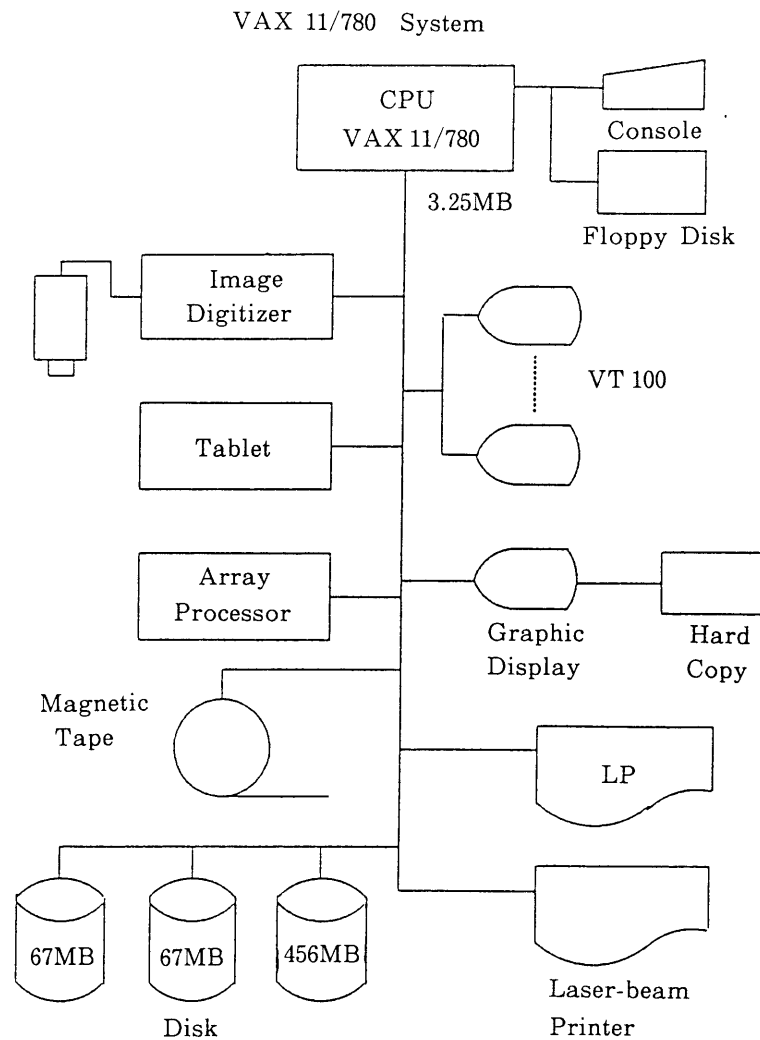 VAX 11/780 System
CPU
VAX 11/780
Console
3.25MB
Floppy Disk
Image
Digitizer
VT 100
Tablet
Array
Processor
Graphic
Display
Hard
Copy
Magnetic
Tape
LP
67MB
67MB
456MB
Disk
Laser-beam
Printer